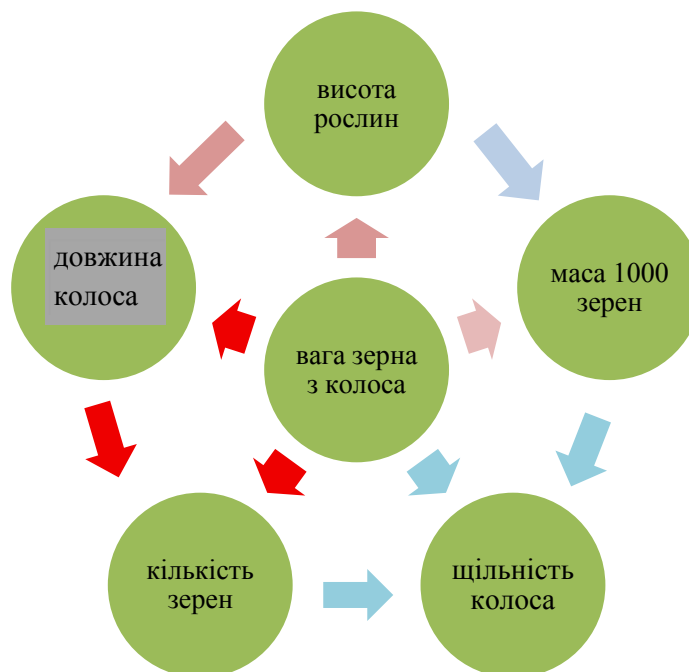 висота
рослин
довжина
колоса
маса 1000
зерен
вага зерна
з колоса
кількість
зерен
щільність
колоса